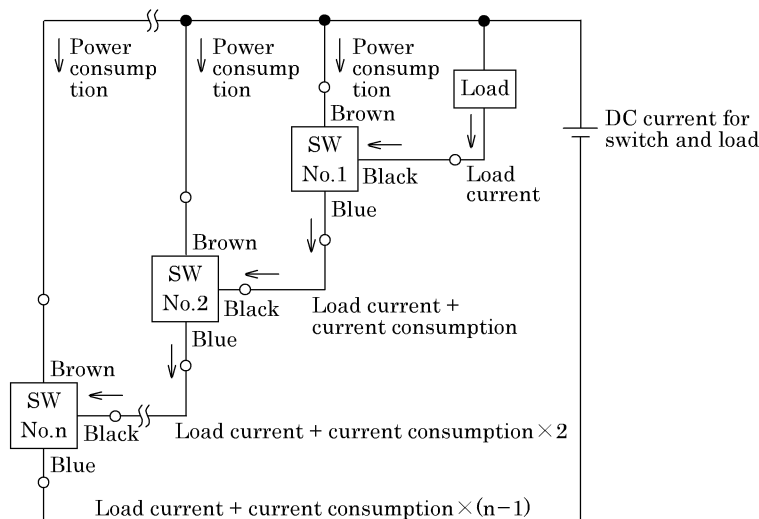 Power
consump
tion
Power
consump
tion
Power
consump
tion
Load
DC current for
switch and load
Brown
SW
No.1
Black
Load
current
Blue
Brown
SW
No.2
Black
Load current +
current consumption
Blue
Brown
SW
No.n
Black
Load current + current consumption×2
Blue
Load current + current consumption×(n−1)